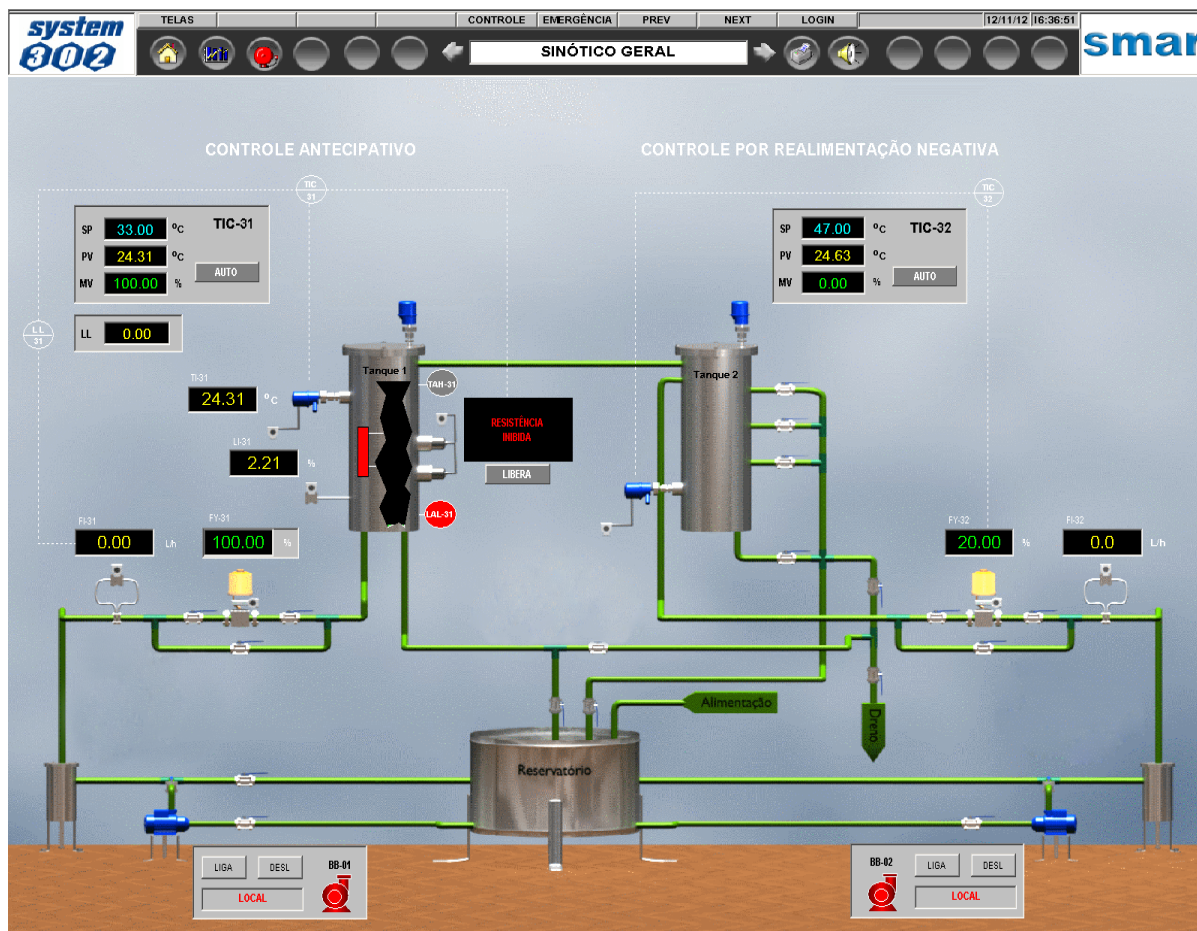 system
302
TELAS
CONTROLE
EMERGÊNCIA
PREV
NEXT
LOGIN
12/11/12
16:36:51
SINÓTICO GERAL
smar
CONTROLE ANTECIPATIVO
CONTROLE POR REALIMENTAÇÃO NEGATIVA
TIC
31
TIC
32
TIC-31
SP 33.00 ºC
PV 24.31 ºC
AUTO
MV 100.00 %
TIC-32
SP 47.00 ºC
PV 24.63 ºC
AUTO
MV 0.00 %
LL
31
LL 0.00
Tanque 1
Tanque 2
TI-31
24.31 ºC
TAH-31
RESISTÊNCIA
INIBIDA
LIBERA
LI-31
2.21 %
LAL-31
FI-31
0.00 L/h
FY-31
100.00 %
FY-32
20.00 %
FI-32
0.0 L/h
Alimentação
Dreno
Reservatório
LIGA
DESL
BB-01
LOCAL
BB-02
LIGA
DESL
LOCAL